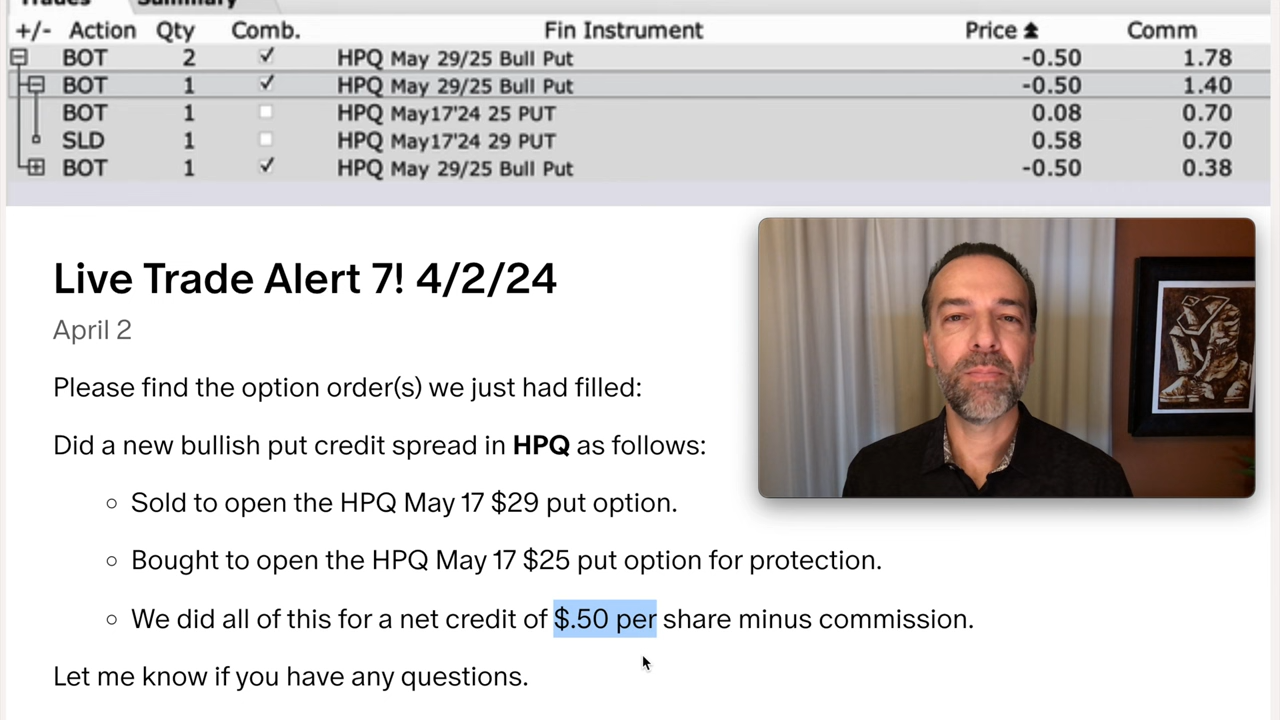 Trades Summary
+/- Action Qty Comb. Fin Instrument Price Comm
BOT 2 HPQ May 29/25 Bull Put -0.50 1.78
BOT 1 HPQ May 29/25 Bull Put -0.50 1.40
BOT 1 HPQ May17'24 25 PUT 0.08 0.70
SLD 1 HPQ May17'24 29 PUT 0.58 0.70
BOT 1 HPQ May 29/25 Bull Put -0.50 0.38
Live Trade Alert 7! 4/2/24
April 2
Please find the option order(s) we just had filled:
Did a new bullish put credit spread in HPQ as follows:
Sold to open the HPQ May 17 $29 put option.
Bought to open the HPQ May 17 $25 put option for protection.
We did all of this for a net credit of $.50 per share minus commission.
Let me know if you have any questions.